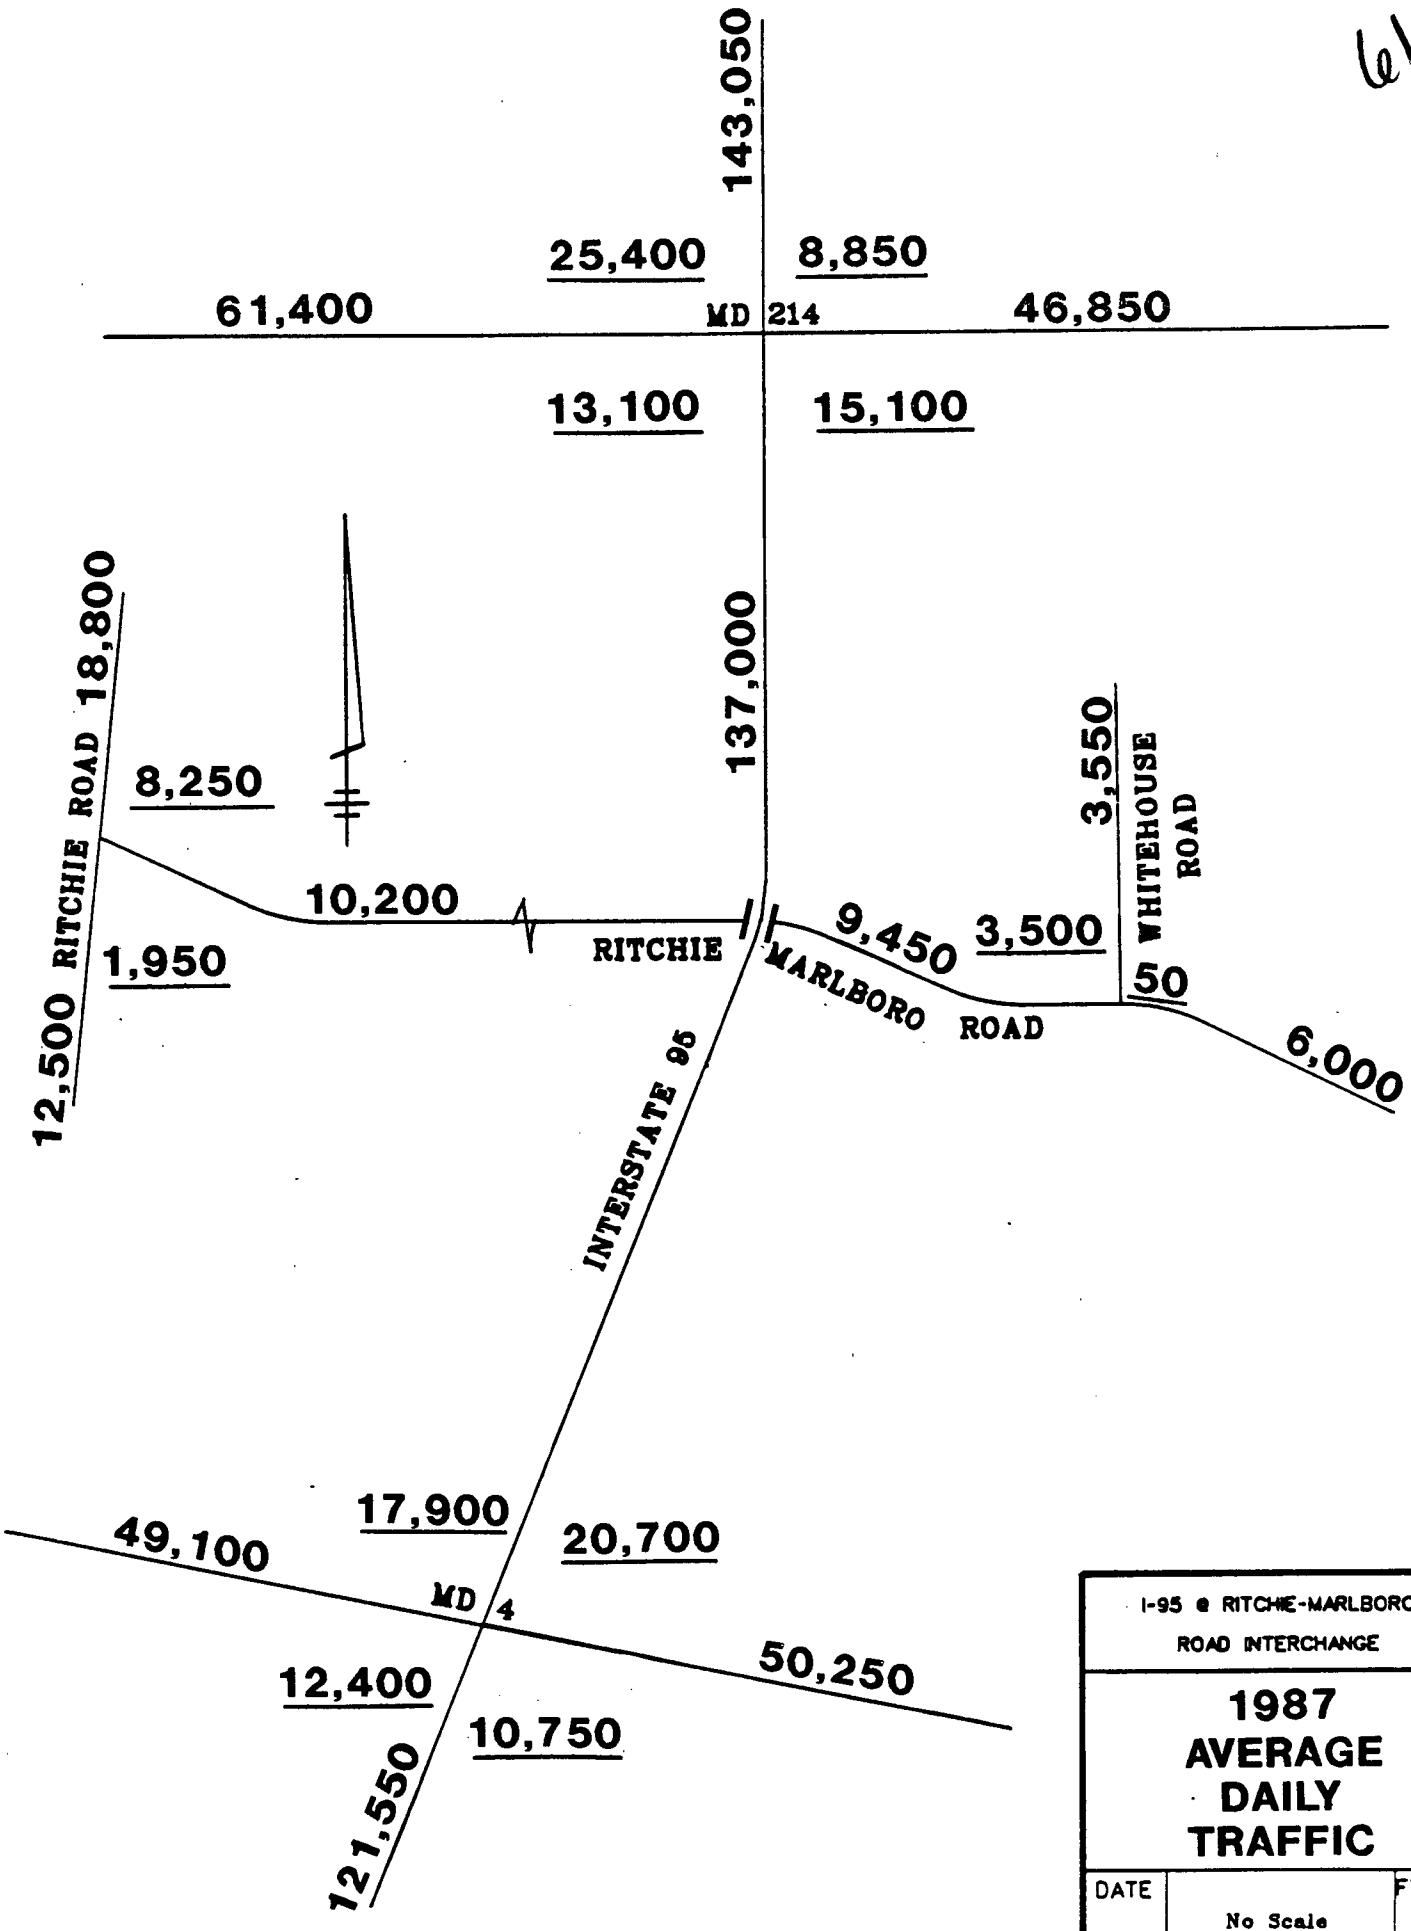 61
143,050
25,400 8,850
61,400 MD 214 46,850
13,100 15,100
137,000
12,500 RITCHIE ROAD 18,800
8,250
1,950
10,200
RITCHIE
MARLBORO ROAD
9,450 3,500
3,550
WHITEHOUSE
ROAD
50
6,000
INTERSTATE 95
17,900 20,700
49,100 MD 4 50,250
12,400 10,750
121,550
I-95 @ RITCHIE-MARLBORO
ROAD INTERCHANGE
1987
AVERAGE
DAILY
TRAFFIC
DATE
No Scale